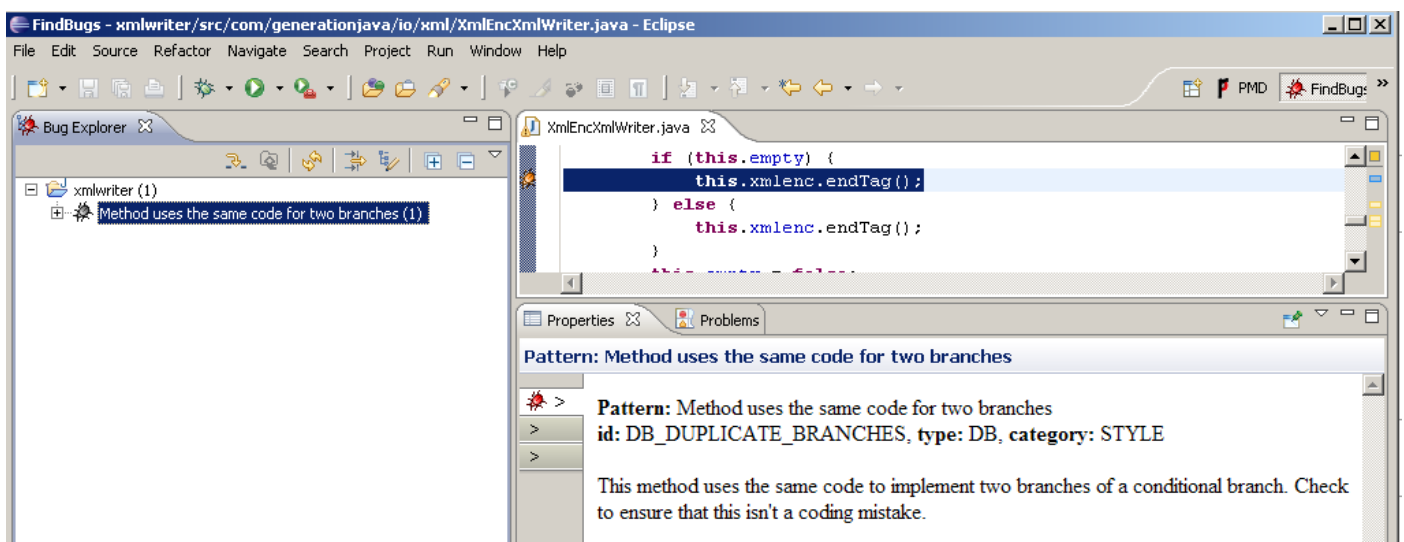 FindBugs - xmlwriter/src/com/generationjava/io/xml/XmlEncXmlWriter.java - Eclipse
File Edit Source Refactor Navigate Search Project Run Window Help
PMD FindBugs
Bug Explorer
xmlwriter (1)
Method uses the same code for two branches (1)
XmlEncXmlWriter.java
if (this.empty) {
this.xmlenc.endTag();
} else {
this.xmlenc.endTag();
}
this.empty = false;
Properties Problems
Pattern: Method uses the same code for two branches
Pattern: Method uses the same code for two branches
id: DB_DUPLICATE_BRANCHES, type: DB, category: STYLE
This method uses the same code to implement two branches of a conditional branch. Check
to ensure that this isn't a coding mistake.